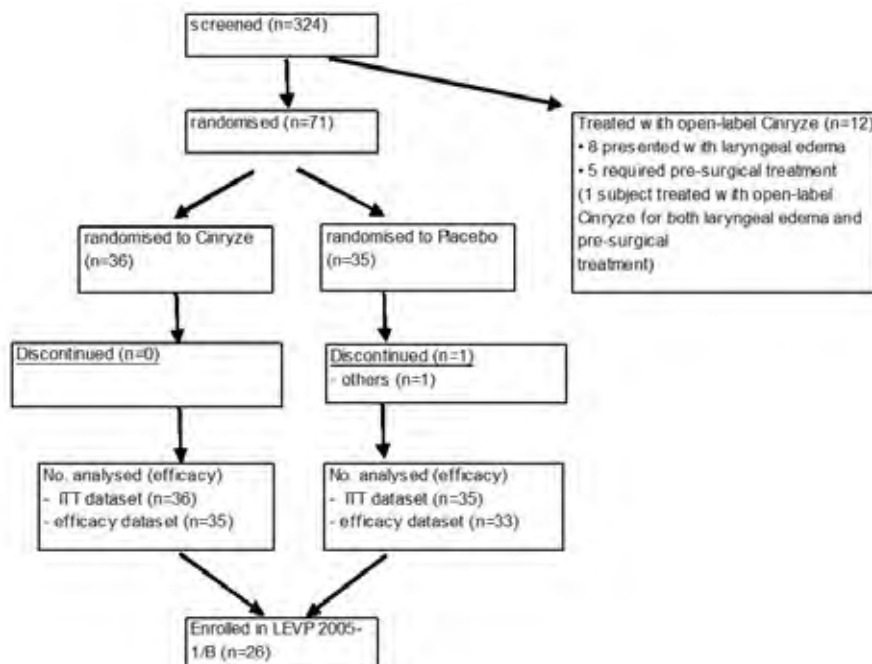 screened (n=324)
randomised (n=71)
Treated with open-label Cinryze (n=12)
• 8 presented with laryngeal edema
• 5 required pre-surgical treatment
(1 subject treated with open-label
Cinryze for both laryngeal edema and
pre-surgical
treatment)
randomised to Cinryze
(n=36)
randomised to Placebo
(n=35)
Discontinued (n=0)
Discontinued (n=1)
- others (n=1)
No. analysed (efficacy)
- ITT dataset (n=36)
- efficacy dataset (n=35)
No. analysed (efficacy)
- ITT dataset (n=35)
- efficacy dataset (n=33)
Enrolled in LEVP 2005-
1/B (n=26)